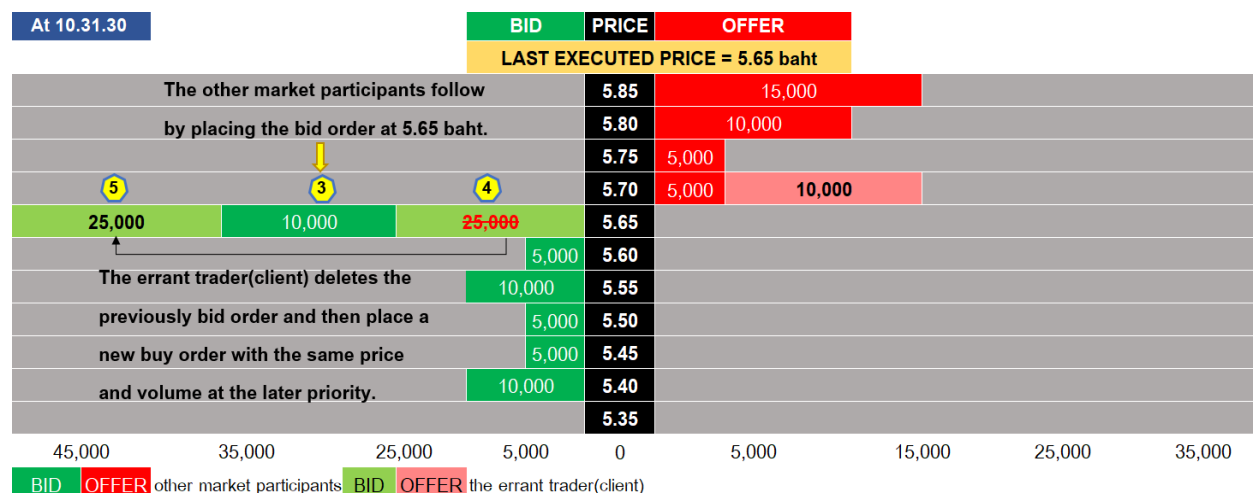 At 10.31.30 BID PRICE OFFER
LAST EXECUTED PRICE = 5.65 baht
The other market participants follow 5.85 15,000
by placing the bid order at 5.65 baht. 5.80 10,000
5.75 5,000
5 3 4 5.70 5,000 10,000
25,000 10,000 25,000 5.65
5,000 5.60
The errant trader(client) deletes the 10,000 5.55
previously bid order and then place a 5,000 5.50
new buy order with the same price 5,000 5.45
and volume at the later priority. 10,000 5.40
5.35
45,000 35,000 25,000 5,000 0 5,000 15,000 25,000 35,000
BID OFFER other market participants BID OFFER the errant trader(client)